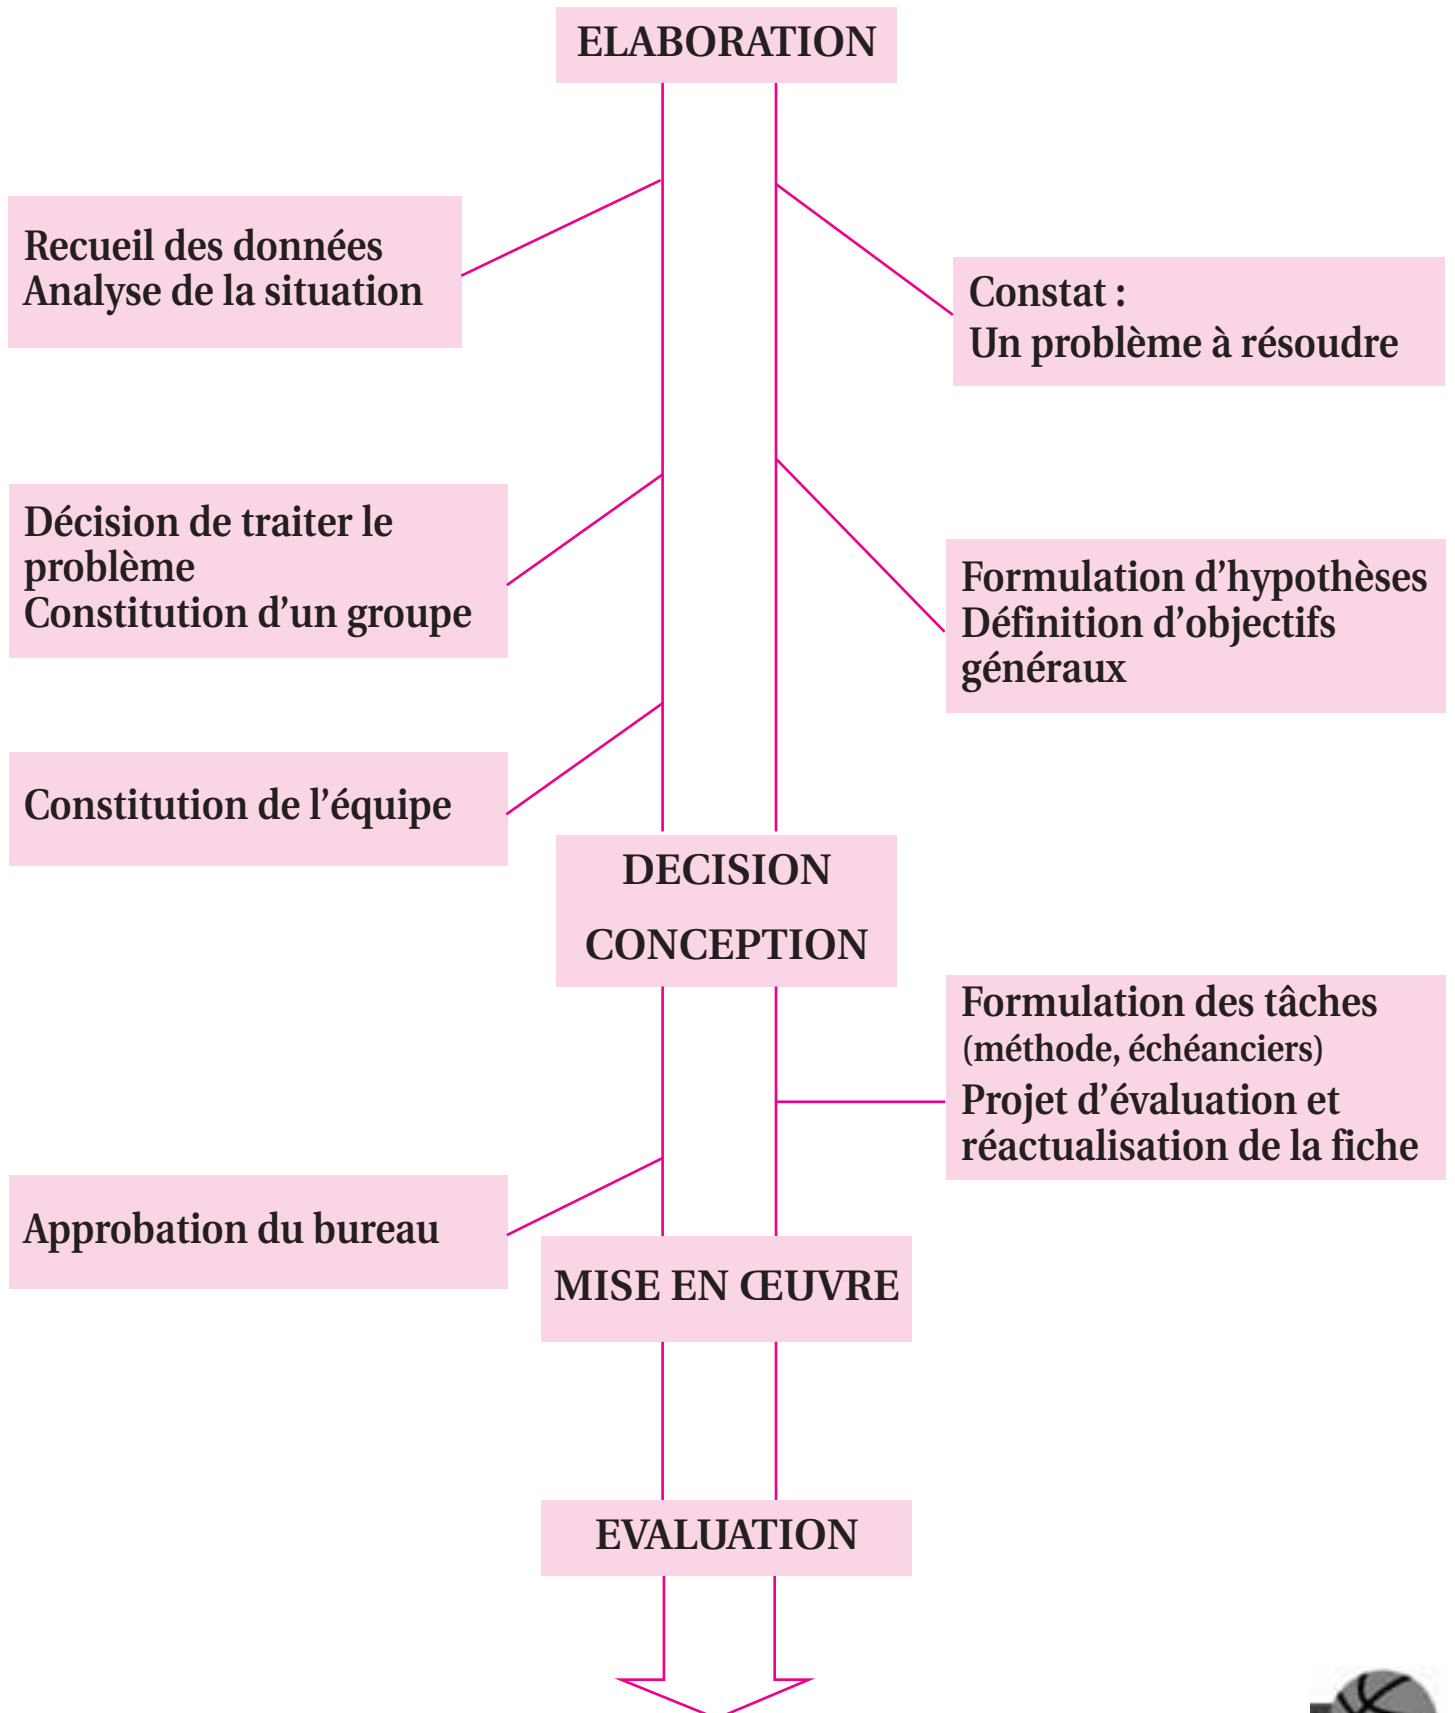 ELABORATION
Recueil des données
Analyse de la situation
Constat :
Un problème à résoudre
Décision de traiter le
problème
Constitution d’un groupe
Formulation d’hypothèses
Définition d’objectifs
généraux
Constitution de l’équipe
DECISION
CONCEPTION
Formulation des tâches
(méthode, échéanciers)
Projet d’évaluation et
réactualisation de la fiche
Approbation du bureau
MISE EN ŒUVRE
EVALUATION